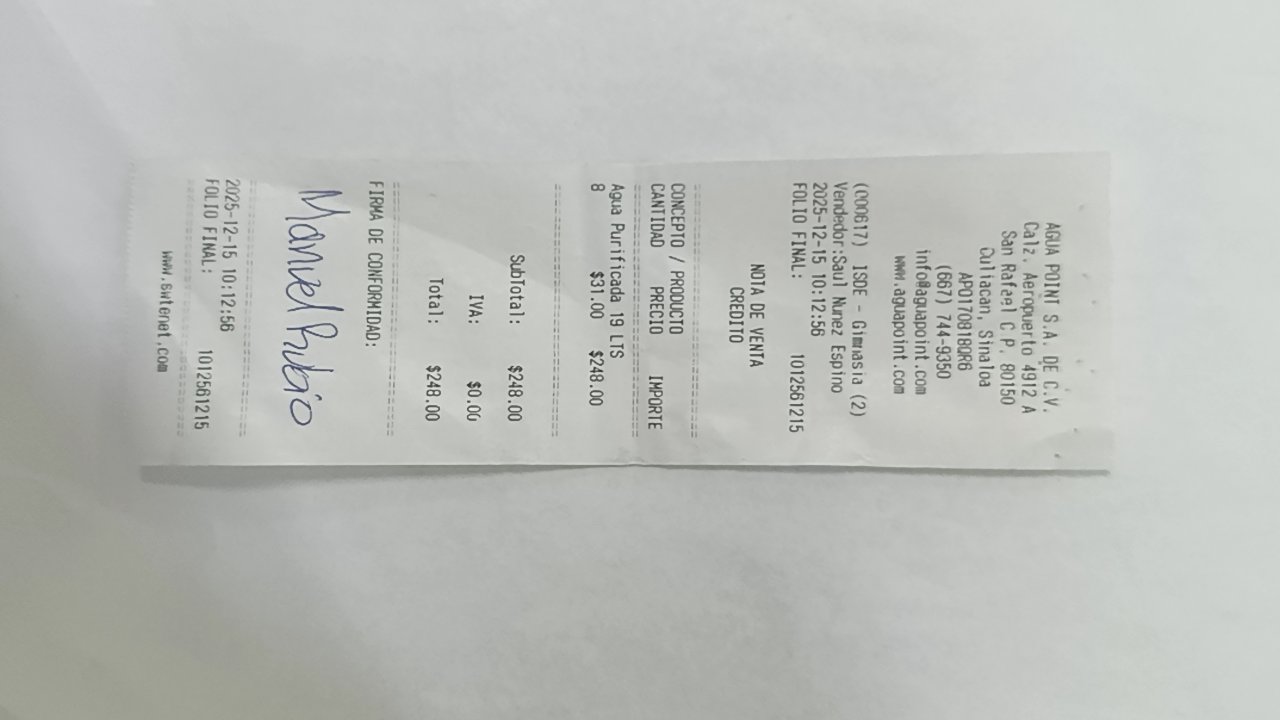 AGUA POINT S.A. DE C.V.
Calz. Aeropuerto 4912 A
San Rafael C P. 80150
Culiacan, Sinaloa
APO170818QR6
(667) 744-9350
info@aguapoint.com
www.aguapoint.com
(000617) ISDE - Gimnasia (2)
Vendedor:Saul Nunez Espino
2025-12-15 10:12:56
FOLIO FINAL: 1012561215
NOTA DE VENTA
CREDITO
CONCEPTO / PRODUCTO
CANTIDAD PRECIO IMPORTE
Agua Purificada 19 LTS
8 $31.00 $248.00
SubTotal: $248.00
IVA: $0.00
Total: $248.00
FIRMA DE CONFORMIDAD:
Manuel Rubio
2025-12-15 10:12:56
FOLIO FINAL: 1012561215
www.swtenet.com